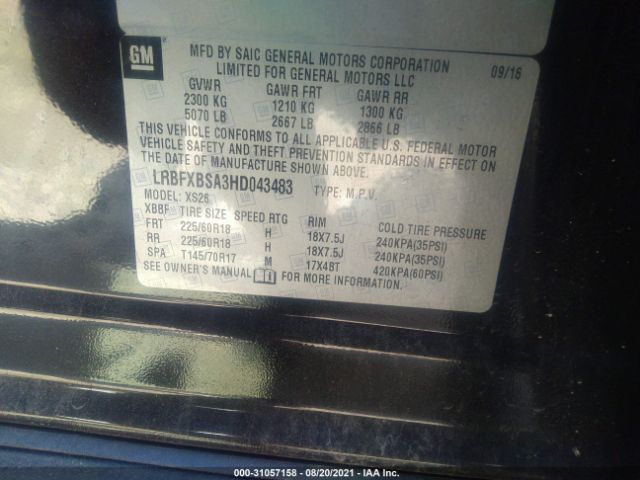 GM
MFD BY SAIC GENERAL MOTORS CORPORATION
LIMITED FOR GENERAL MOTORS LLC
09/16
GVWR GAWR FRT GAWR RR
2300 KG 1210 KG 1300 KG
5070 LB 2667 LB 2866 LB
THIS VEHICLE CONFORMS TO ALL APPLICABLE U.S. FEDERAL MOTOR
VEHICLE SAFETY AND THEFT PREVENTION STANDARDS IN EFFECT ON
THE DATE OF MANUFACTURE SHOWN ABOVE.
LRBFXBSA3HD043483 TYPE: M.P.V.
MODEL: XS26
XBBF TIRE SIZE SPEED RTG RIM COLD TIRE PRESSURE
FRT 225/60R18 H 18X7.5J 240KPA(35PSI)
RR 225/60R18 H 18X7.5J 240KPA(35PSI)
SPA T145/70R17 M 17X4BT 420KPA(60PSI)
SEE OWNER'S MANUAL FOR MORE INFORMATION.
000-31057158 - 08/20/2021 - IAA Inc.